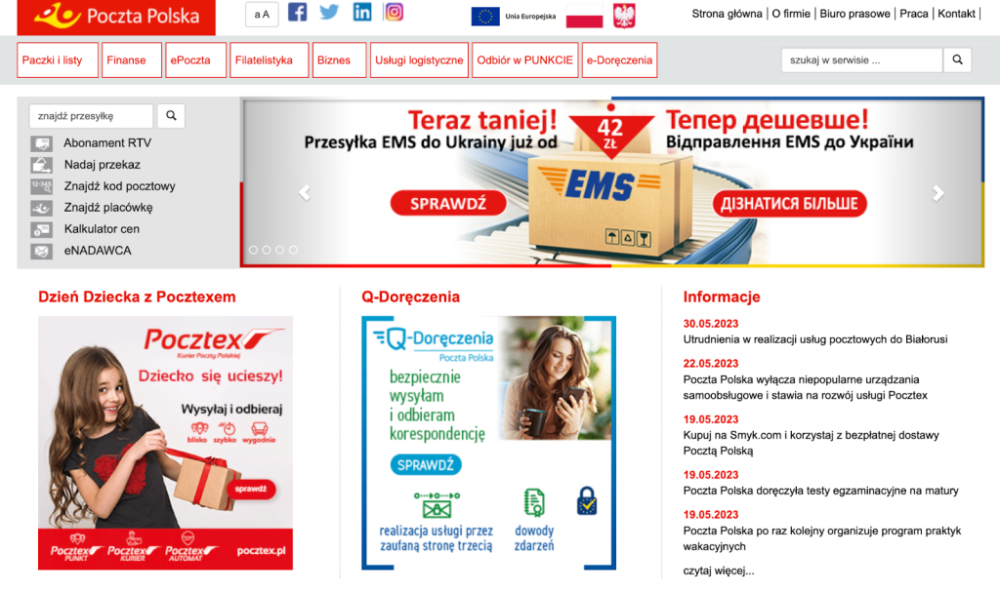 Poczta Polska
a A
Unia Europejska
Strona główna | O firmie | Biuro prasowe | Praca | Kontakt |
Paczki i listy
Finanse
ePoczta
Filatelistyka
Biznes
Usługi logistyczne
Odbiór w PUNKCIE
e-Doręczenia
szukaj w serwisie ...
znajdź przesyłkę
Abonament RTV
Nadaj przekaz
12-345
Znajdź kod pocztowy
Znajdź placówkę
Kalkulator cen
eNADAWCA
Teraz taniej!
Przesyłka EMS do Ukrainy już od
SPRAWDŹ
42
ZŁ
EMS
Тепер дешевше!
Відправлення EMS до України
ДІЗНАТИСЯ БІЛЬШЕ
Dzień Dziecka z Pocztexem
Pocztex
Kurier Poczty Polskiej
Dziecko się ucieszy!
Wysyłaj i odbieraj
blisko szybko wygodnie
sprawdź
Pocztex PUNKT
Pocztex KURIER
Pocztex AUTOMAT
pocztex.pl
Q-Doręczenia
Q-Doręczenia
Poczta Polska
bezpiecznie
wysyłam
i odbieram
korespondencję
SPRAWDŹ
realizacja usługi przez
zaufaną stronę trzecią
dowody
zdarzeń
Informacje
30.05.2023
Utrudnienia w realizacji usług pocztowych do Białorusi
22.05.2023
Poczta Polska wyłącza niepopularne urządzania
samoobsługowe i stawia na rozwój usługi Pocztex
19.05.2023
Kupuj na Smyk.com i korzystaj z bezpłatnej dostawy
Pocztą Polską
19.05.2023
Poczta Polska doręczyła testy egzaminacyjne na matury
19.05.2023
Poczta Polska po raz kolejny organizuje program praktyk
wakacyjnych
czytaj więcej...